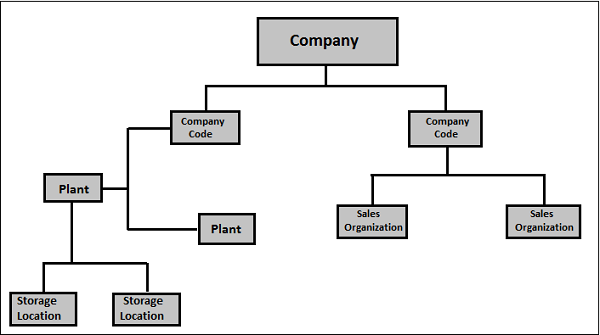 Company
Company
Code
Company
Code
Plant
Plant
Sales
Organization
Sales
Organization
Storage
Location
Storage
Location